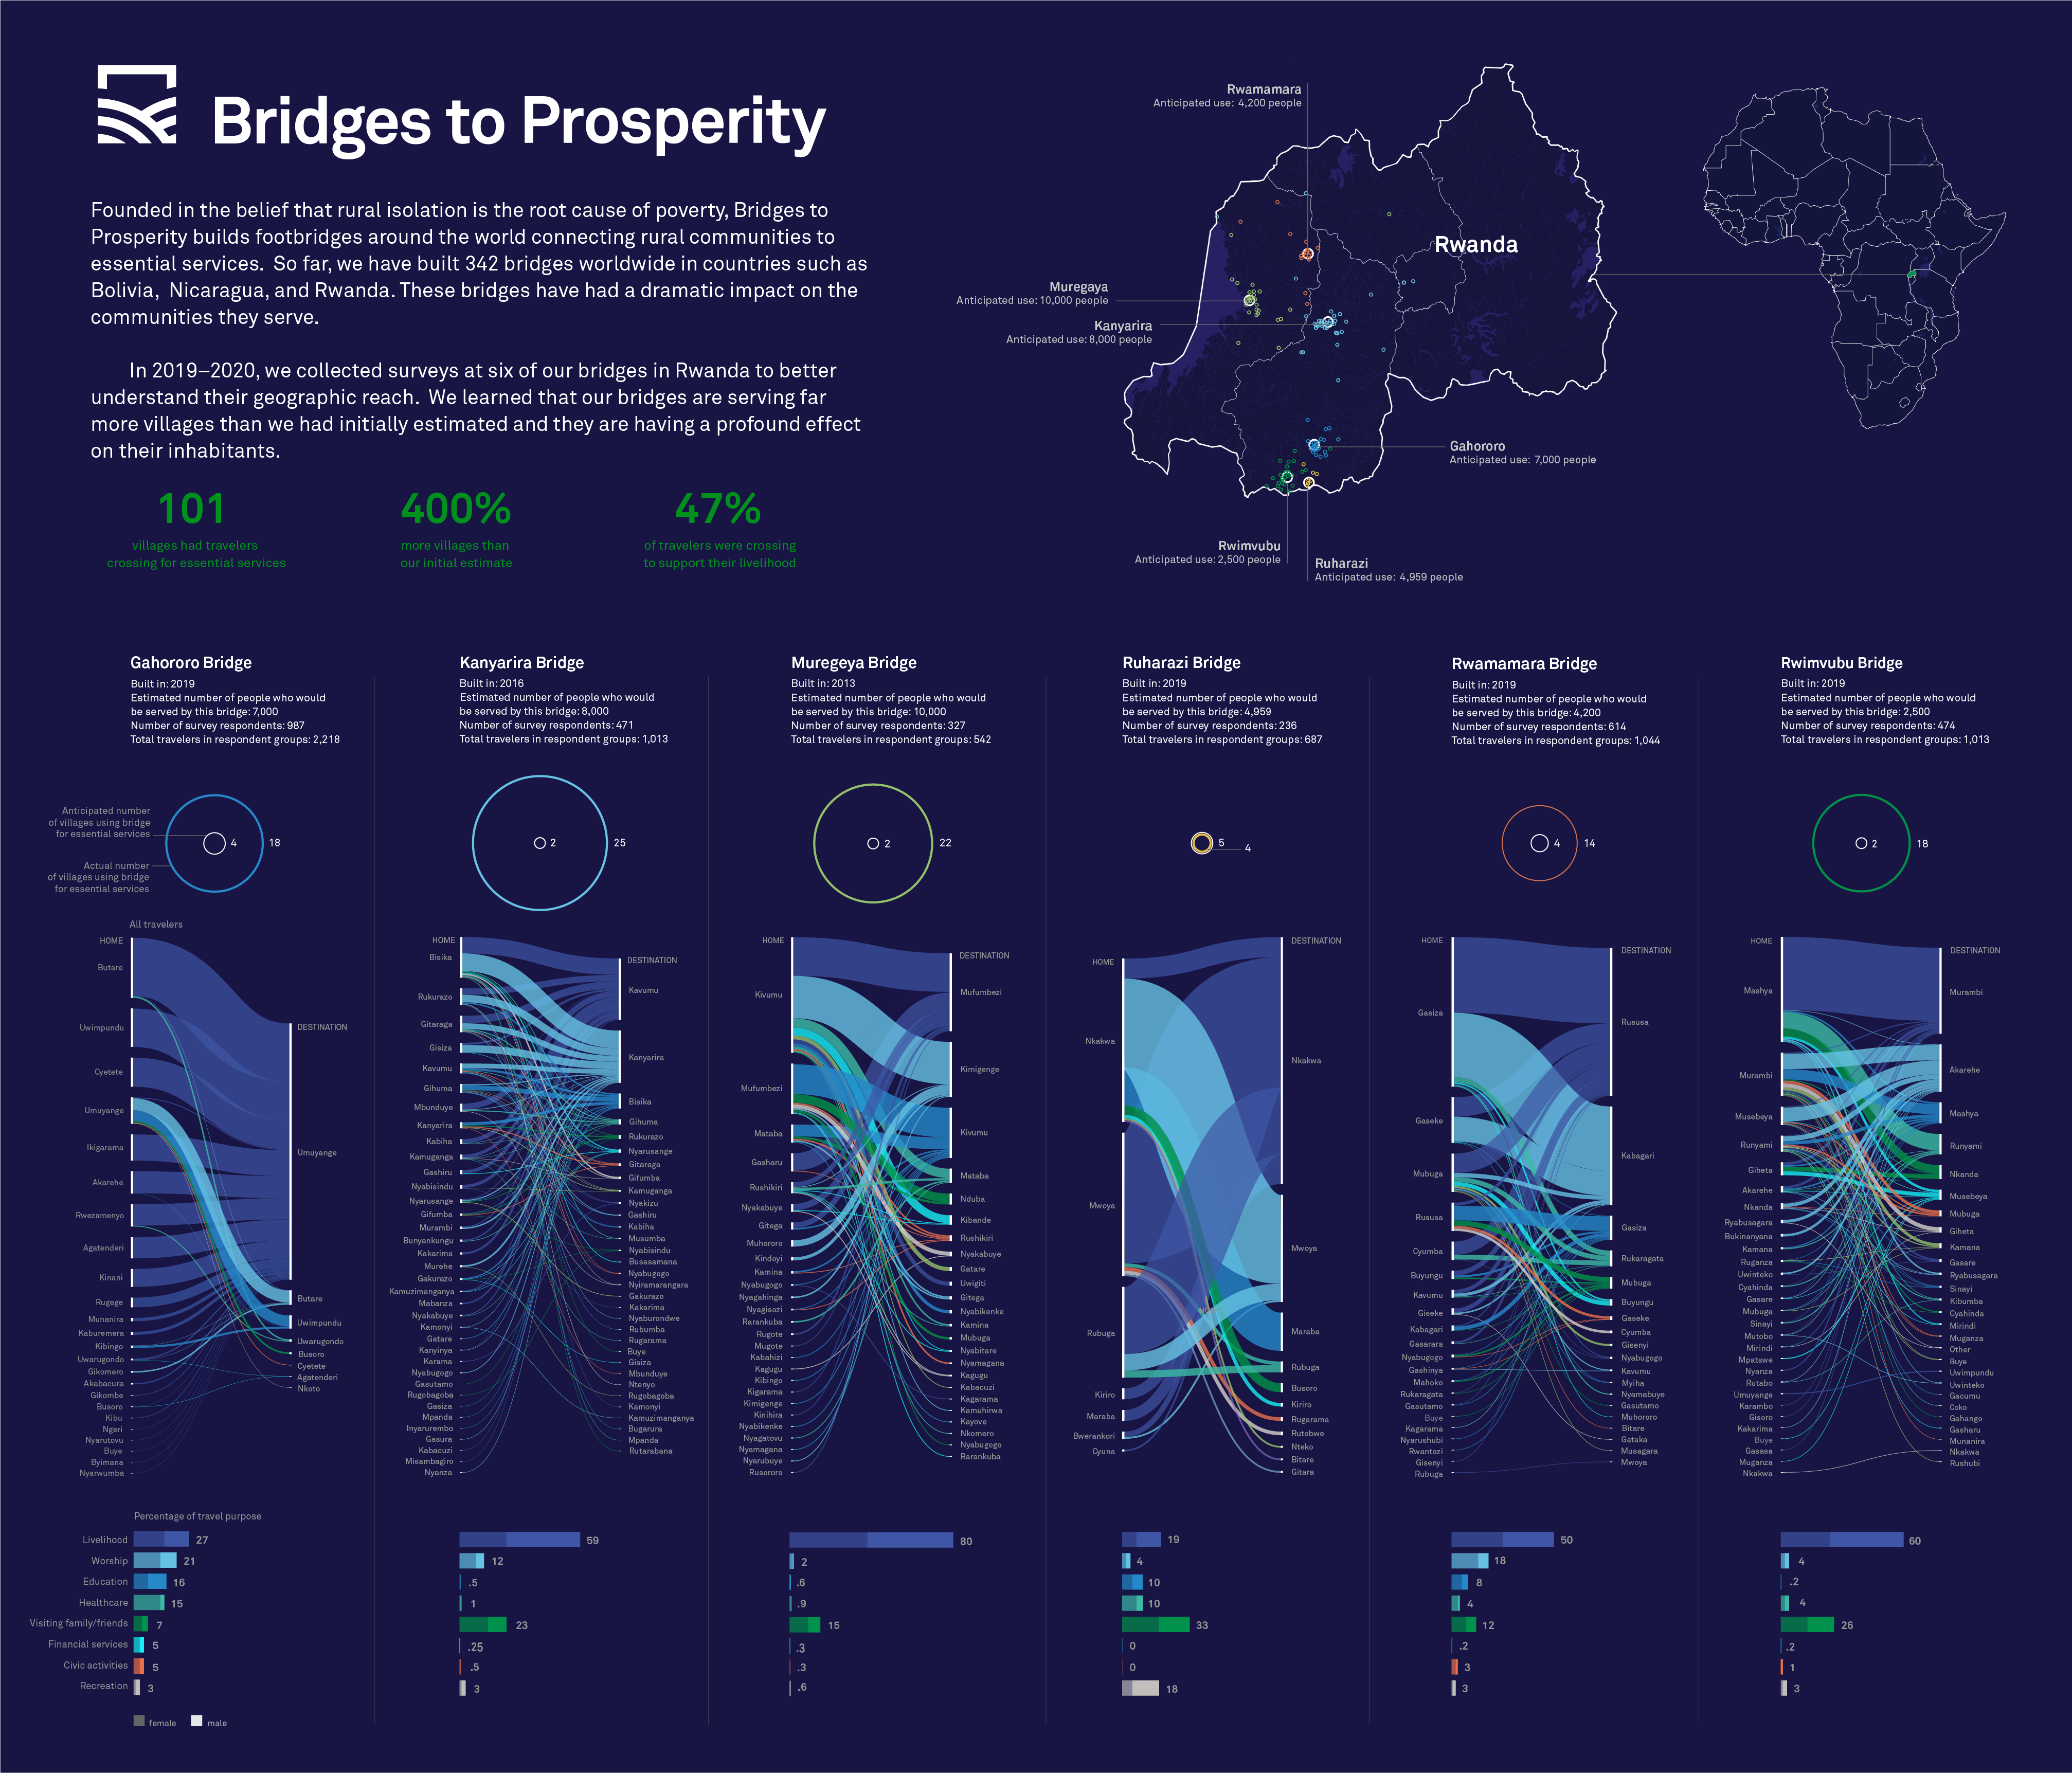 Bridges to Prosperity
Founded in the belief that rural isolation is the root cause of poverty, Bridges to
Prosperity builds footbridges around the world connecting rural communities to
essential services. So far, we have built 342 bridges worldwide in countries such as
Bolivia, Nicaragua, and Rwanda. These bridges have had a dramatic impact on the
communities they serve.
In 2019–2020, we collected surveys at six of our bridges in Rwanda to better
understand their geographic reach. We learned that our bridges are serving far
more villages than we had initially estimated and they are having a profound effect
on their inhabitants.
101
villages had travelers
crossing for essential services
400%
more villages than
our initial estimate
47%
of travelers were crossing
to support their livelihood
Rwamamara
Anticipated use: 4,200 people
Rwanda
Muregaya
Anticipated use: 10,000 people
Kanyarira
Anticipated use: 8,000 people
Gahororo
Anticipated use: 7,000 people
Rwimvubu
Anticipated use: 2,500 people
Ruharazi
Anticipated use: 4,959 people
Gahororo Bridge
Built in: 2019
Estimated number of people who would
be served by this bridge: 7,000
Number of survey respondents: 987
Total travelers in respondent groups: 2,218
Anticipated number
of villages using bridge
for essential services
Actual number
of villages using bridge
for essential services
4
18
All travelers
HOME
Butare
Uwimpundu
Cyetete
Umuyange
Ikigarama
Akarehe
Rwezamenyo
Agatenderi
Kinani
Rugege
Munanira
Kaburemera
Kibingo
Uwarugondo
Gikomero
Akabacura
Gikombe
Busoro
Kibu
Ngeri
Nyarutovu
Buye
Byimana
Nyarwumba
DESTINATION
Umuyange
Butare
Uwimpundu
Uwarugondo
Busoro
Cyetete
Agatenderi
Nkoto
Percentage of travel purpose
Livelihood 27
Worship 21
Education 16
Healthcare 15
Visiting family/friends 7
Financial services 5
Civic activities 5
Recreation 3
female
male
Kanyarira Bridge
Built in: 2016
Estimated number of people who would
be served by this bridge: 8,000
Number of survey respondents: 471
Total travelers in respondent groups: 1,013
2
25
HOME
Bisika
Rukurazo
Gitaraga
Gisiza
Kavumu
Gihuma
Mbunduye
Kanyarira
Kabiha
Kamuganga
Gashiru
Nyabisindu
Nyarusange
Gifumba
Murambi
Bunyankungu
Kakarima
Murehe
Gakurazo
Kamuzimanganya
Mabanza
Nyakabuye
Kamonyi
Gatare
Kanyinya
Karama
Nyabugogo
Gasutamo
Rugobagoba
Gasiza
Mpanda
Inyarurembo
Gasura
Kabacuzi
Misambagiro
Nyanza
DESTINATION
Kavumu
Kanyarira
Bisika
Gihuma
Rukurazo
Nyarusange
Gitaraga
Gifumba
Kamuganga
Nyakizu
Gashiru
Kabiha
Musumba
Nyabisindu
Busasamana
Nyabugogo
Nyiramarangara
Gakurazo
Kakarima
Nyaburondwe
Rubumba
Rugarama
Buye
Gisiza
Mbunduye
Ntenyo
Rugobagoba
Kamonyi
Kamuzimanganya
Bugarura
Mpanda
Rutarabana
59
12
.5
1
23
.25
.5
3
Muregeya Bridge
Built in: 2013
Estimated number of people who would
be served by this bridge: 10,000
Number of survey respondents: 327
Total travelers in respondent groups: 542
2
22
HOME
Kivumu
Mufumbezi
Mataba
Gasharu
Rushikiri
Nyakabuye
Gitega
Muhororo
Kindoyi
Kamina
Nyabugogo
Nyagahinga
Nyagisozi
Rarankuba
Rugote
Mugote
Kabahizi
Kagugu
Kibingo
Kigarama
Kimigenge
Kinihira
Nyabikenke
Nyagatovu
Nyamagana
Nyarubuye
Rusororo
DESTINATION
Mufumbezi
Kimigenge
Kivumu
Mataba
Nduba
Kibande
Rushikiri
Nyakabuye
Gatare
Uwigiti
Gitega
Nyabikenke
Kamina
Mubuga
Nyabitare
Nyamagana
Kagugu
Kabacuzi
Kagarama
Kamuhirwa
Kayove
Nkomero
Nyabugogo
Rarankuba
80
2
.6
.9
15
.3
.3
.6
Ruharazi Bridge
Built in: 2019
Estimated number of people who would
be served by this bridge: 4,959
Number of survey respondents: 236
Total travelers in respondent groups: 687
5
4
HOME
Nkakwa
Mwoya
Rubuga
Kiriro
Maraba
Bwerankori
Cyuna
DESTINATION
Nkakwa
Mwoya
Maraba
Rubuga
Busoro
Kiriro
Rugarama
Rutobwe
Nteko
Bitare
Gitara
19
4
10
10
33
0
0
18
Rwamamara Bridge
Built in: 2019
Estimated number of people who would
be served by this bridge: 4,200
Number of survey respondents: 614
Total travelers in respondent groups: 1,044
4
14
HOME
Gasiza
Gaseke
Mubuga
Rususa
Cyumba
Buyungu
Kavumu
Giseke
Kabagari
Gasarara
Nyabugogo
Gashinya
Mahoko
Rukaragata
Gasutamo
Buye
Kagarama
Nyarushubi
Rwantozi
Gisenyi
Rubuga
DESTINATION
Rususa
Kabagari
Gasiza
Rukaragata
Mubuga
Buyungu
Gaseke
Cyumba
Gisenyi
Nyabugogo
Kavumu
Myiha
Nyamabuye
Gasutamo
Muhororo
Bitare
Gataka
Musagara
Mwoya
50
18
8
4
12
.2
3
3
Rwimvubu Bridge
Built in: 2019
Estimated number of people who would
be served by this bridge: 2,500
Number of survey respondents: 474
Total travelers in respondent groups: 1,013
2
18
HOME
Mashya
Murambi
Musebeya
Runyami
Giheta
Akarehe
Nkanda
Ryabusagara
Bukinanyana
Kamana
Ruganza
Uwinteko
Cyahinda
Gasare
Mubuga
Sinayi
Mutobo
Mirindi
Mpatswe
Nyanza
Rutabo
Umuyange
Karambo
Gisoro
Kakarima
Buye
Gasasa
Muganza
Nkakwa
DESTINATION
Murambi
Akarehe
Mashya
Runyami
Nkanda
Musebeya
Mubuga
Giheta
Kamana
Gasare
Ryabusagara
Sinayi
Kibumba
Cyahinda
Mirindi
Muganza
Other
Buye
Uwimpundu
Uwinteko
Gacumu
Coko
Gahango
Gasharu
Munanira
Nkakwa
Rushubi
60
4
.2
4
26
.2
1
3